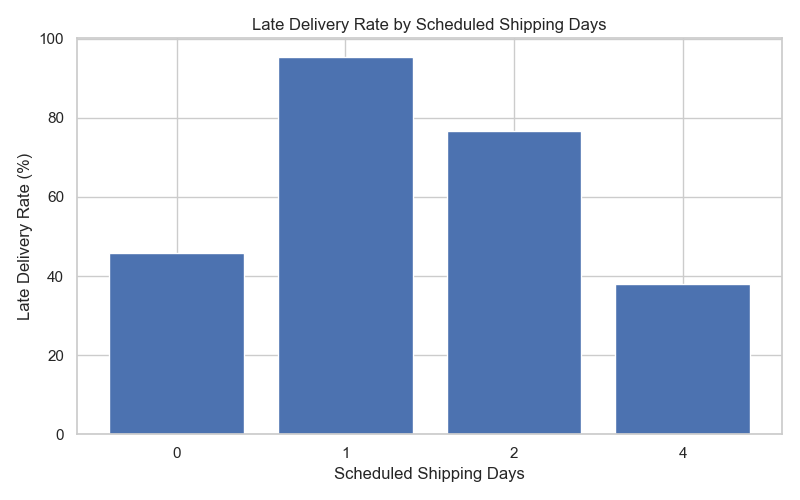 Late Delivery Rate by Scheduled Shipping Days
100
80
60
40
20
0
Late Delivery Rate (%)
0 1 2 4
Scheduled Shipping Days